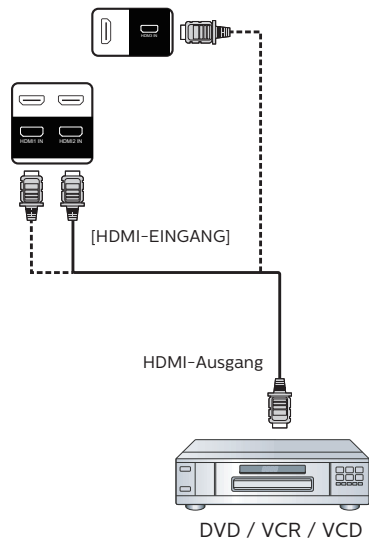 HDMI3 IN
HDMI1 IN HDMI2 IN
[HDMI-EINGANG]
HDMI-Ausgang
DVD / VCR / VCD